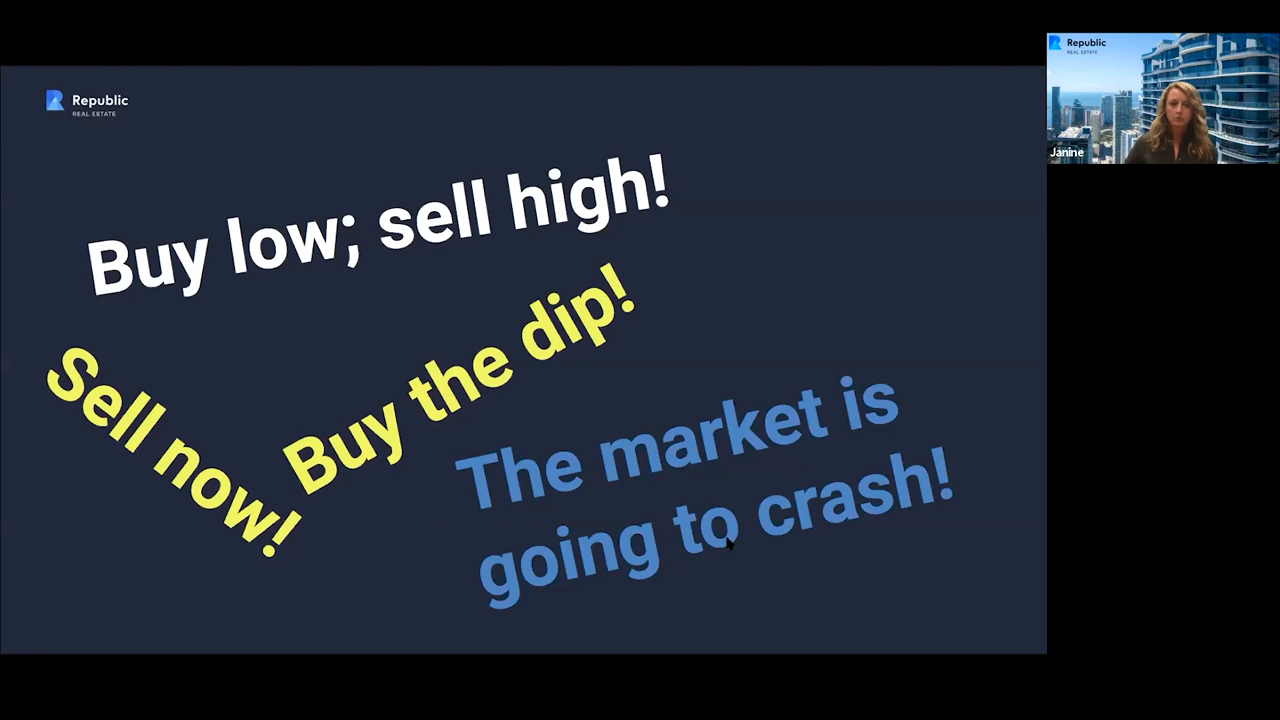 Republic
REAL ESTATE
Buy low; sell high!
Sell now!
Buy the dip!
The market is
going to crash!
Republic
REAL ESTATE
Janine